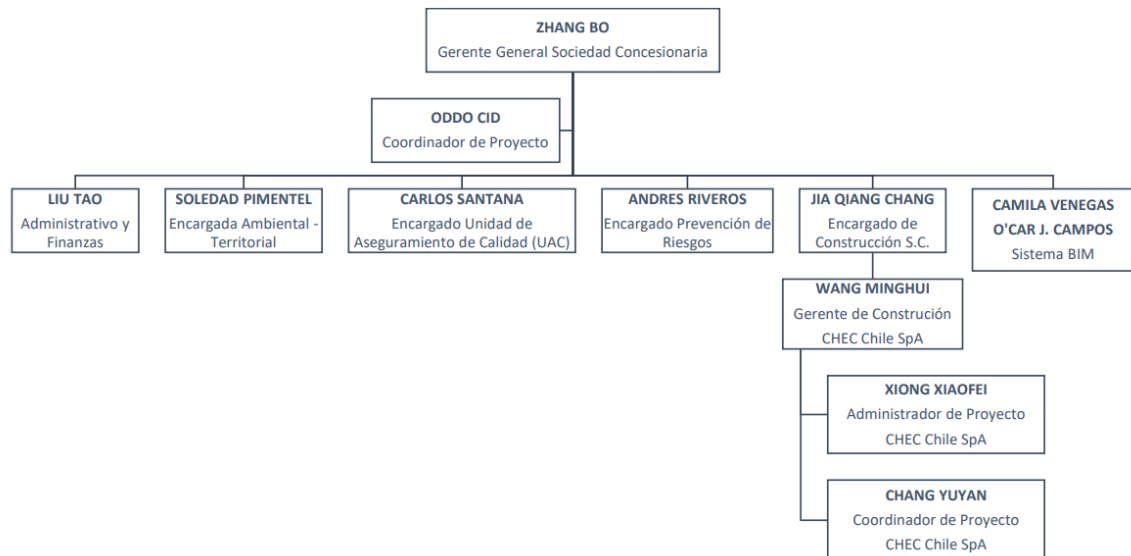 ZHANG BO
Gerente General Sociedad Concesionaria
ODDO CID
Coordinador de Proyecto
LIU TAO
Administrativo y
Finanzas
SOLEDAD PIMENTEL
Encargada Ambiental -
Territorial
CARLOS SANTANA
Encargado Unidad de
Aseguramiento de Calidad (UAC)
ANDRES RIVEROS
Encargado Prevención de
Riesgos
JIA QIANG CHANG
Encargado de
Construcción S.C.
CAMILA VENEGAS
O'CAR J. CAMPOS
Sistema BIM
WANG MINGHUI
Gerente de Construción
CHEC Chile SpA
XIONG XIAOFEI
Administrador de Proyecto
CHEC Chile SpA
CHANG YUYAN
Coordinador de Proyecto
CHEC Chile SpA